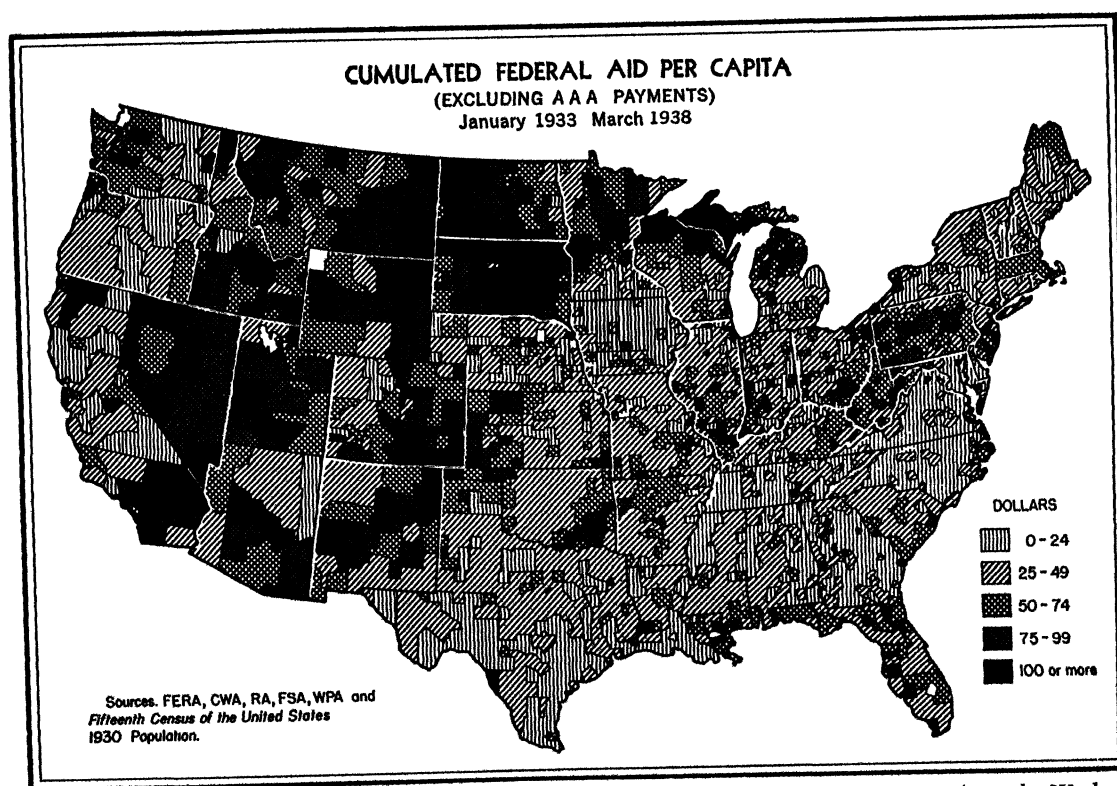 CUMULATED FEDERAL AID PER CAPITA
(EXCLUDING AAA PAYMENTS)
January 1933 March 1938
DOLLARS
0-24
25-49
50-74
75-99
100 or more
Sources. FERA, CWA, RA, FSA, WPA and
Fifteenth Census of the United States
1930 Population.